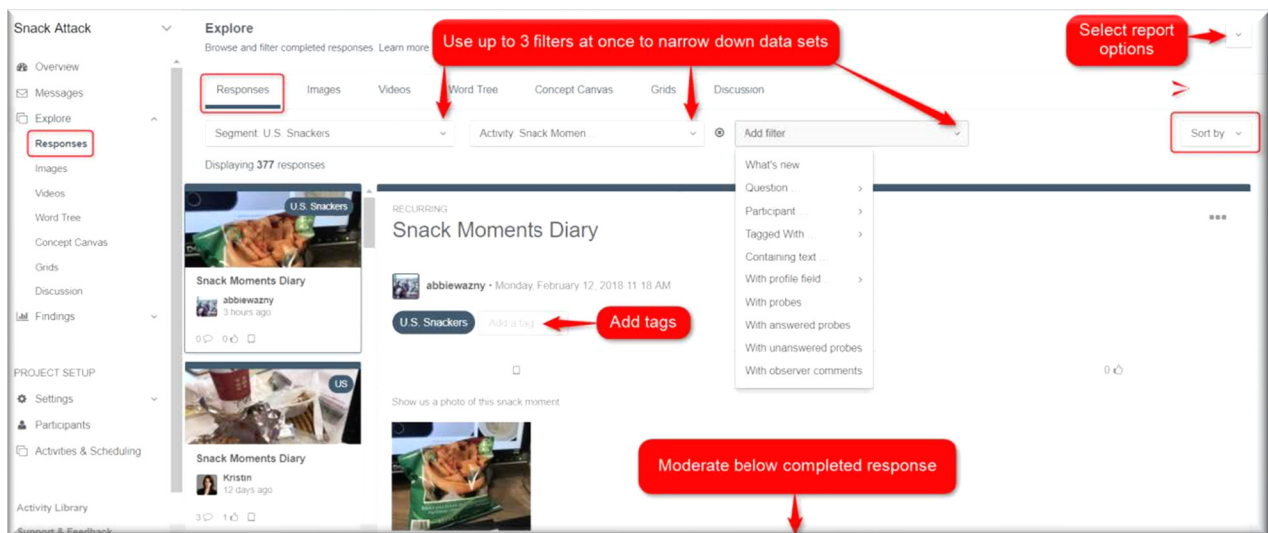 Snack Attack
Overview
Messages
Explore
Responses
Images
Videos
Word Tree
Concept Canvas
Grids
Discussion
Findings
PROJECT SETUP
Settings
Participants
Activities & Scheduling
Activity Library
Support & Feedback
Explore
Browse and filter completed responses. Learn more
Use up to 3 filters at once to narrow down data sets
Select report
options
Responses
Images
Videos
Word Tree
Concept Canvas
Grids
Discussion
Segment: U.S. Snackers
Activity: Snack Momen...
Add filter
Sort by
Displaying 377 responses
What's new
Question ...
Participant ...
Tagged With ...
Containing text ...
With profile field ...
With probes
With answered probes
With unanswered probes
With observer comments
U.S. Snackers
Snack Moments Diary
abbiewazny
3 hours ago
0
0
US
Snack Moments Diary
Kristin
12 days ago
3
1
RECURRING
Snack Moments Diary
abbiewazny • Monday, February 12, 2018 11:18 AM
U.S. Snackers
Add a tag
Add tags
0
Show us a photo of this snack moment
Moderate below completed response